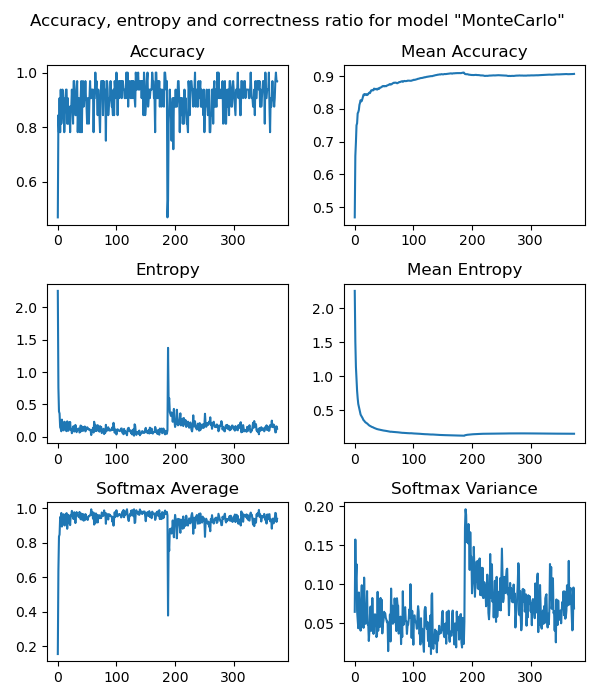 Accuracy, entropy and correctness ratio for model "MonteCarlo"
Accuracy
Mean Accuracy
1.0
0.8
0.6
0 100 200 300
0.9
0.8
0.7
0.6
0.5
0 100 200 300
Entropy
Mean Entropy
2.0
1.5
1.0
0.5
0.0
0 100 200 300
2.0
1.5
1.0
0.5
0 100 200 300
Softmax Average
Softmax Variance
1.0
0.8
0.6
0.4
0.2
0 100 200 300
0.20
0.15
0.10
0.05
0 100 200 300